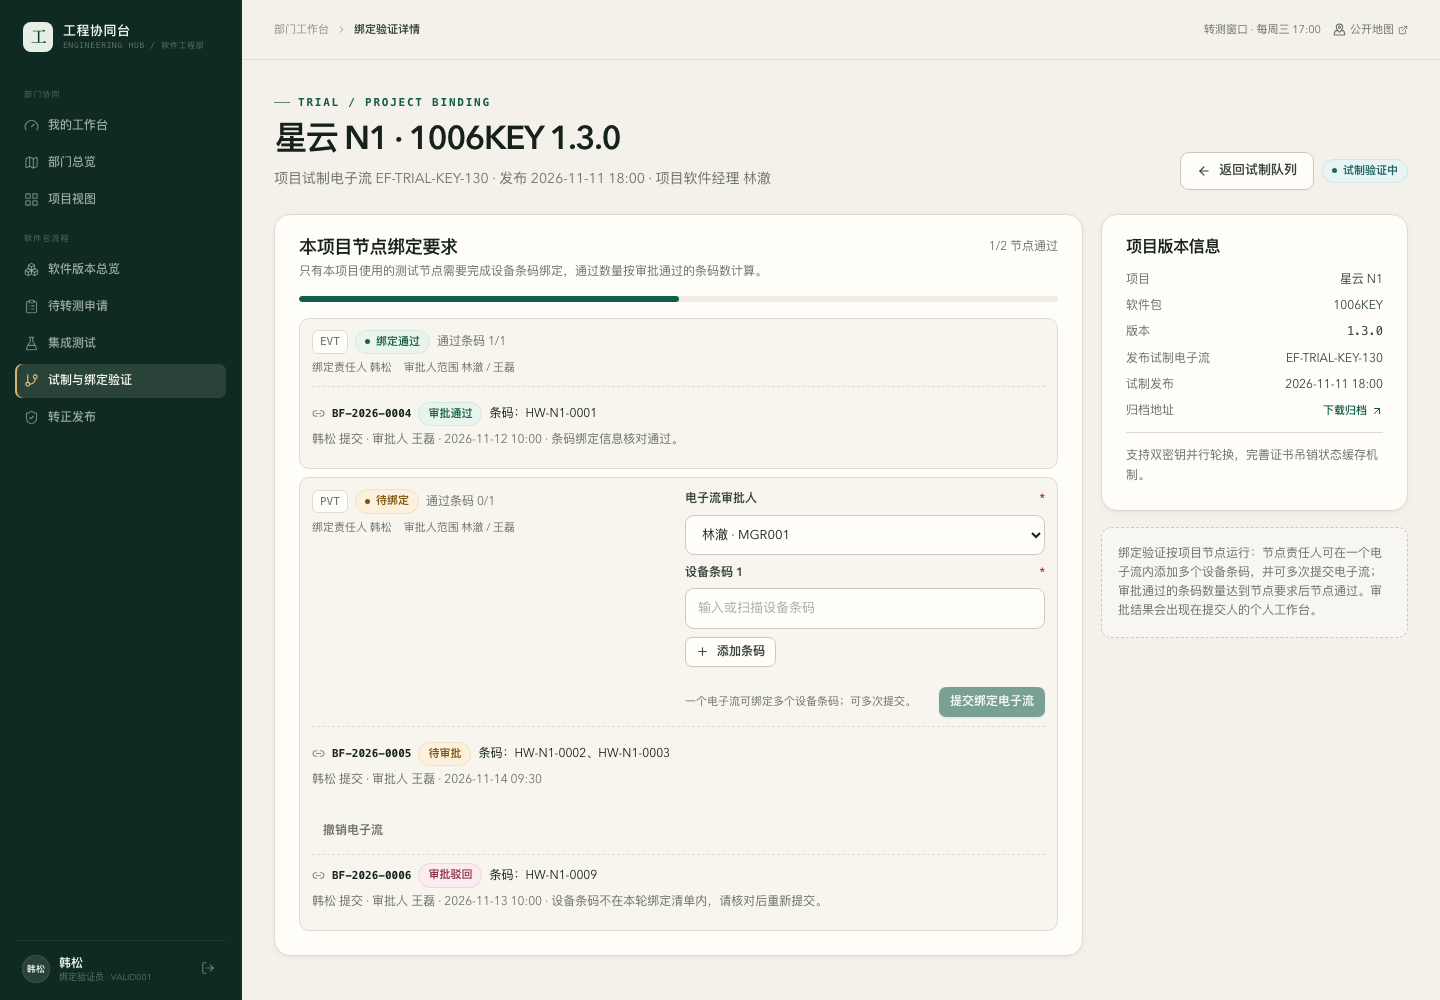 工
工程协同台
ENGINEERING HUB / 软件工程部
部门协同
我的工作台
部门总览
项目视图
软件包流程
软件版本总览
待转测申请
集成测试
试制与绑定验证
转正发布
韩松
韩松
绑定验证员 · VALID001
部门工作台
绑定验证详情
转测窗口 · 每周三 17:00
公开地图
TRIAL / PROJECT BINDING
星云 N1 · 1006KEY 1.3.0
项目试制电子流 EF-TRIAL-KEY-130 · 发布 2026-11-11 18:00 · 项目软件经理 林澈
返回试制队列
试制验证中
本项目节点绑定要求
1/2 节点通过
只有本项目使用的测试节点需要完成设备条码绑定，通过数量按审批通过的条码数计算。
EVT 绑定通过 通过条码 1/1
绑定责任人 韩松 审批人范围 林澈 / 王磊
BF-2026-0004 审批通过 条码：HW-N1-0001
韩松 提交 · 审批人 王磊 · 2026-11-12 10:00 · 条码绑定信息核对通过。
PVT 待绑定 通过条码 0/1
绑定责任人 韩松 审批人范围 林澈 / 王磊
电子流审批人 *
林澈 · MGR001
设备条码 1 *
输入或扫描设备条码
添加条码
一个电子流可绑定多个设备条码；可多次提交。
提交绑定电子流
BF-2026-0005 待审批 条码：HW-N1-0002、HW-N1-0003
韩松 提交 · 审批人 王磊 · 2026-11-14 09:30
撤销电子流
BF-2026-0006 审批驳回 条码：HW-N1-0009
韩松 提交 · 审批人 王磊 · 2026-11-13 10:00 · 设备条码不在本轮绑定清单内，请核对后重新提交。
项目版本信息
项目 星云 N1
软件包 1006KEY
版本 1.3.0
发布试制电子流 EF-TRIAL-KEY-130
试制发布 2026-11-11 18:00
归档地址 下载归档
支持双密钥并行轮换，完善证书吊销状态缓存机
制。
绑定验证按项目节点运行：节点责任人可在一个电
子流内添加多个设备条码，并可多次提交电子流；
审批通过的条码数量达到节点要求后节点通过。审
批结果会出现在提交人的个人工作台。